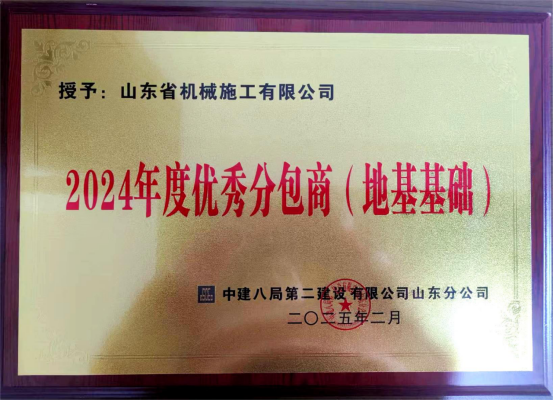 授予：山东省机械施工有限公司
2024年度优秀分包商（地基基础）
中建八局第二建设有限公司山东分公司
二〇二五年二月